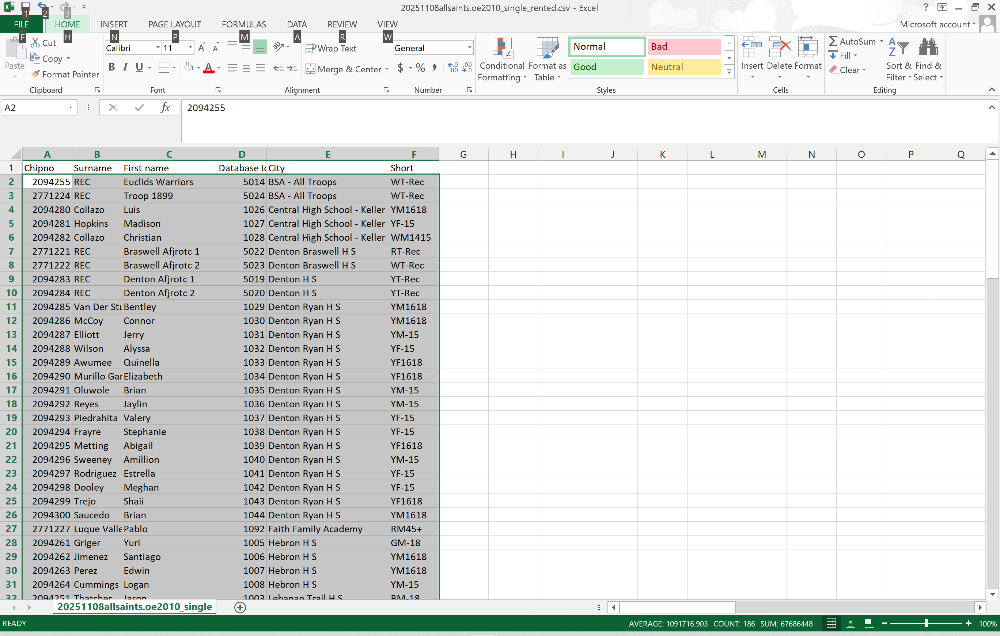 20251108allsaints.oe2010_single_rented.csv - Excel
1 2 3
FILE HOME INSERT PAGE LAYOUT FORMULAS DATA REVIEW VIEW Microsoft account
F H N P M A R W
Cut
Copy
Format Painter
Paste
Clipboard
Calibri 11
B I U A
Font
Wrap Text
Merge & Center
Alignment
General
$ % ,
Number
Conditional Formatting
Format as Table
Normal Bad
Good Neutral
Styles
Insert Delete Format
Cells
AutoSum
Fill
Clear
Sort & Filter
Find & Select
Editing
A2 fx 2094255
A B C D E F G H I J K L M N O P Q
1 Chipno Surname First name Database Ic City Short
2 2094255 REC Euclids Warriors 5014 BSA - All Troops WT-Rec
3 2771224 REC Troop 1899 5024 BSA - All Troops WT-Rec
4 2094280 Collazo Luis 1026 Central High School - Keller YM1618
5 2094281 Hopkins Madison 1027 Central High School - Keller YF-15
6 2094282 Collazo Christian 1028 Central High School - Keller WM1415
7 2771221 REC Braswell Afjrotc 1 5022 Denton Braswell H S RT-Rec
8 2771222 REC Braswell Afjrotc 2 5023 Denton Braswell H S WT-Rec
9 2094283 REC Denton Afjrotc 1 5019 Denton H S YT-Rec
10 2094284 REC Denton Afjrotc 2 5020 Denton H S YT-Rec
11 2094285 Van Der Stu Bentley 1029 Denton Ryan H S YM1618
12 2094286 McCoy Connor 1030 Denton Ryan H S YM1618
13 2094287 Elliott Jerry 1031 Denton Ryan H S YM-15
14 2094288 Wilson Alyssa 1032 Denton Ryan H S YF-15
15 2094289 Awumee Quinella 1033 Denton Ryan H S YF1618
16 2094290 Murillo Gar Elizabeth 1034 Denton Ryan H S YF1618
17 2094291 Oluwole Brian 1035 Denton Ryan H S YM-15
18 2094292 Reyes Jaylin 1036 Denton Ryan H S YM-15
19 2094293 Piedrahita Valery 1037 Denton Ryan H S YF-15
20 2094294 Frayre Stephanie 1038 Denton Ryan H S YF-15
21 2094295 Metting Abigail 1039 Denton Ryan H S YF1618
22 2094296 Sweeney Amillion 1040 Denton Ryan H S YM-15
23 2094297 Rodriguez Estrella 1041 Denton Ryan H S YF-15
24 2094298 Dooley Meghan 1042 Denton Ryan H S YF-15
25 2094299 Trejo Shaii 1043 Denton Ryan H S YF1618
26 2094300 Saucedo Brian 1044 Denton Ryan H S YM1618
27 2771227 Luque Valle Pablo 1092 Faith Family Academy RM45+
28 2094261 Griger Yuri 1005 Hebron H S GM-18
29 2094262 Jimenez Santiago 1006 Hebron H S YM1618
30 2094263 Perez Edwin 1007 Hebron H S YM1618
31 2094264 Cummings Logan 1008 Hebron H S YM-15
32 2094251 Thatcher Jason 1003 Lebanan Trail H S BM-18
20251108allsaints.oe2010_single
READY AVERAGE: 1091716.903 COUNT: 186 SUM: 67686448 100%